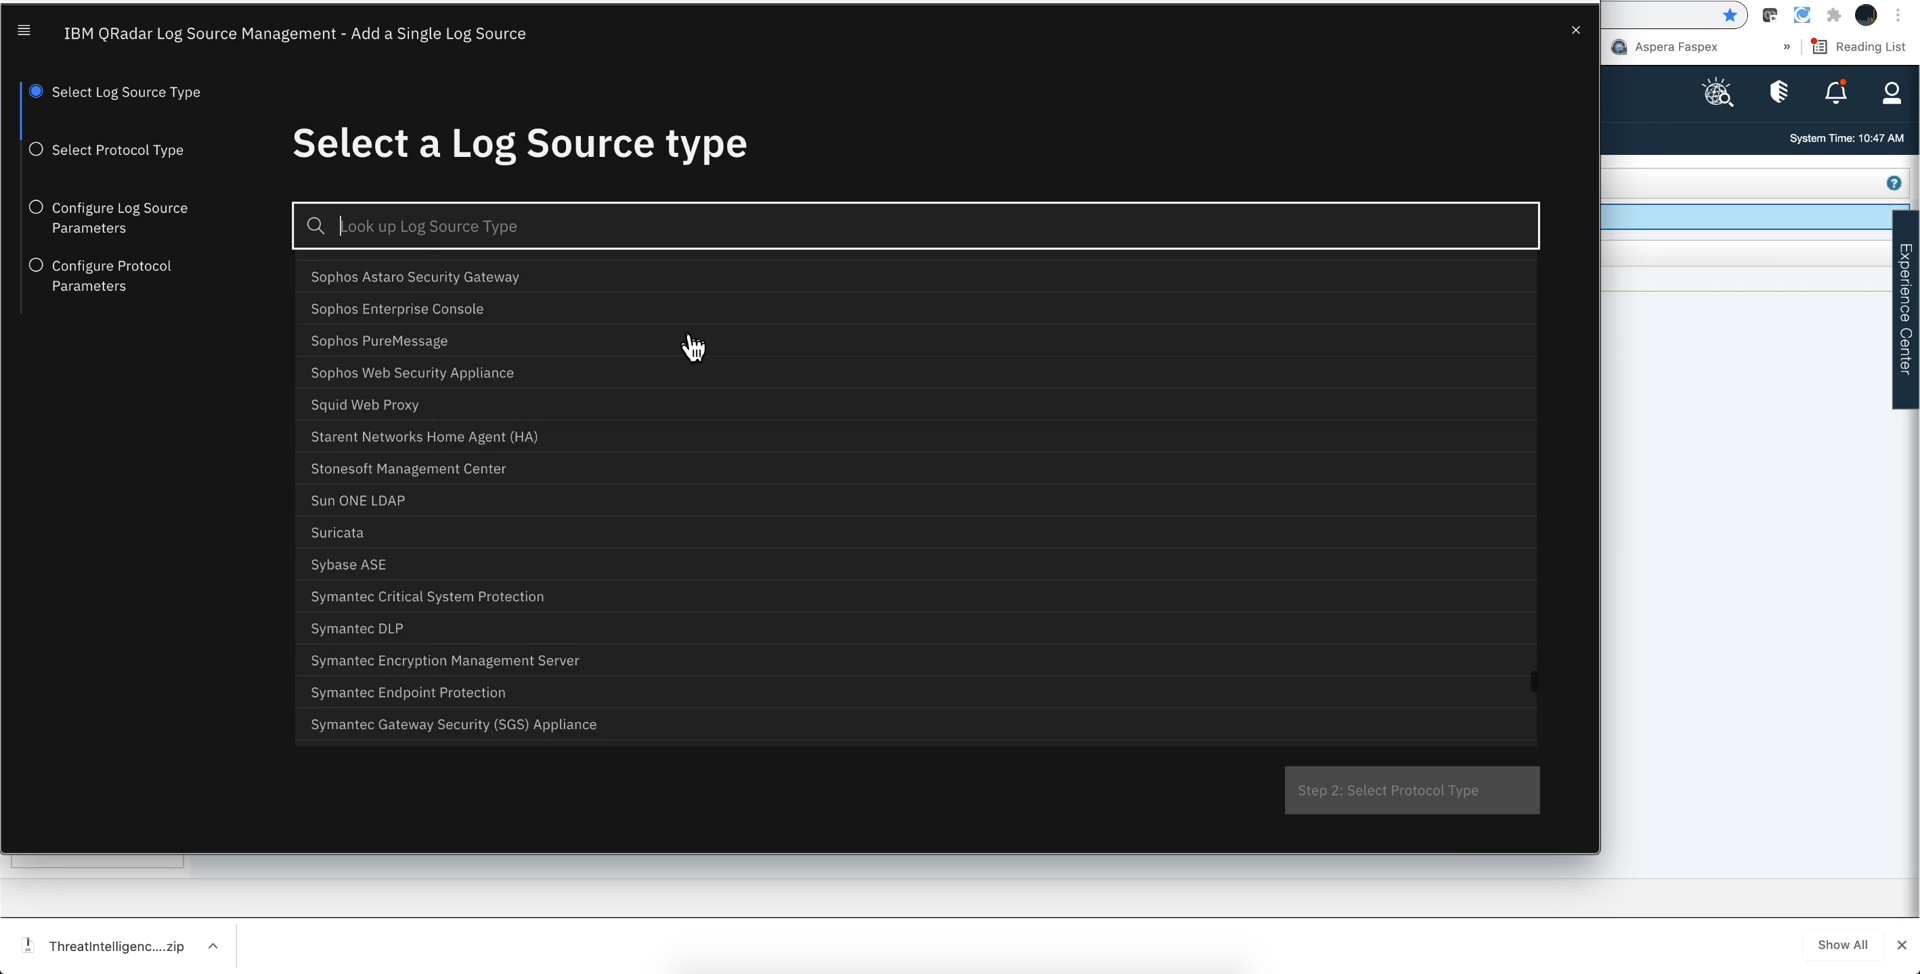 IBM QRadar Log Source Management - Add a Single Log Source
Aspera Faspex
»
Reading List
System Time: 10:47 AM
Select Log Source Type
Select Protocol Type
Configure Log Source
Parameters
Configure Protocol
Parameters
Select a Log Source type
Look up Log Source Type
Sophos Astaro Security Gateway
Sophos Enterprise Console
Sophos PureMessage
Sophos Web Security Appliance
Squid Web Proxy
Starent Networks Home Agent (HA)
Stonesoft Management Center
Sun ONE LDAP
Suricata
Sybase ASE
Symantec Critical System Protection
Symantec DLP
Symantec Encryption Management Server
Symantec Endpoint Protection
Symantec Gateway Security (SGS) Appliance
Step 2: Select Protocol Type
?
Experience Center
ThreatIntelligenc....zip
Show All